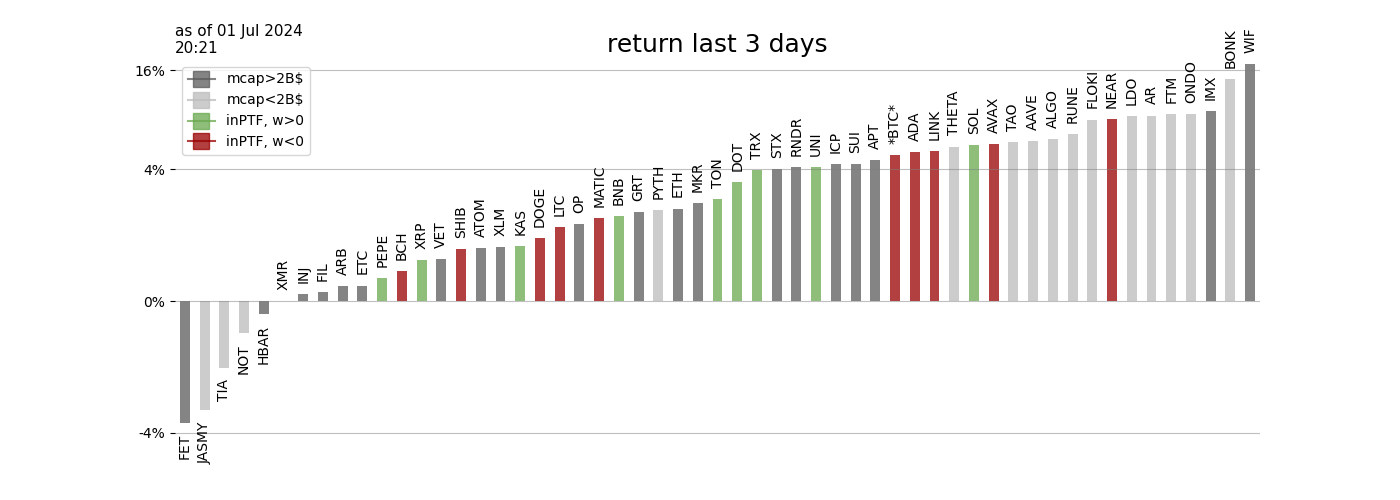 as of 01 Jul 2024
20:21
return last 3 days
mcap>2B$
mcap<2B$
inPTF, w>0
inPTF, w<0
16%
4%
0%
-4%
FET
JASMY
TIA
NOT
HBAR
XMR
INJ
FIL
ARB
ETC
PEPE
BCH
XRP
VET
SHIB
ATOM
XLM
KAS
DOGE
LTC
OP
MATIC
BNB
GRT
PYTH
ETH
MKR
TON
DOT
TRX
STX
RNDR
UNI
ICP
SUI
APT
*BTC*
ADA
LINK
THETA
SOL
AVAX
TAO
AAVE
ALGO
RUNE
FLOKI
NEAR
LDO
AR
FTM
ONDO
IMX
BONK
WIF